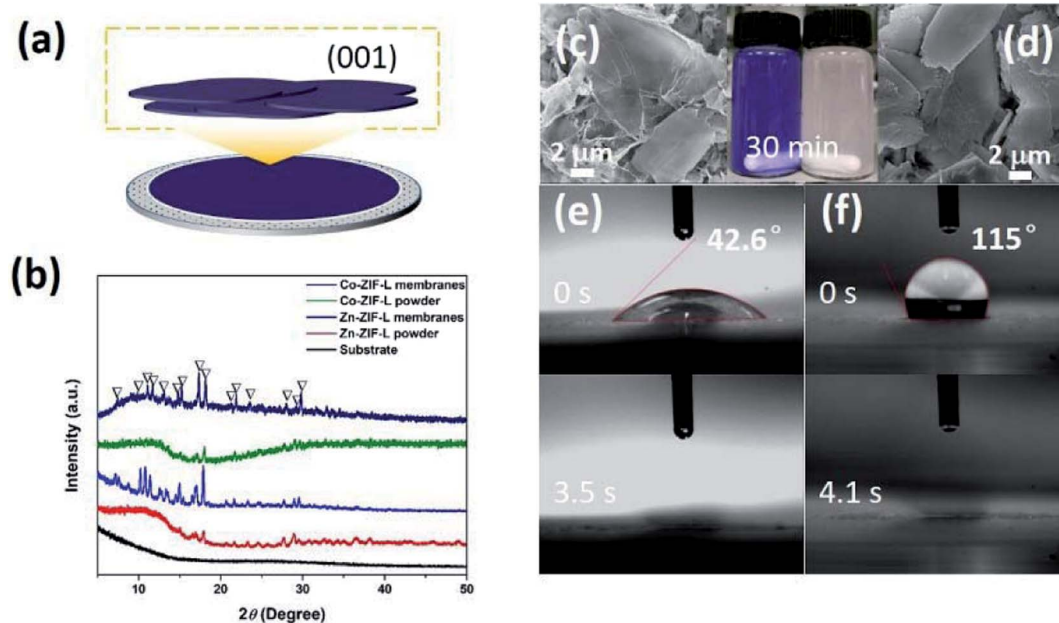 (a)
(001)
(b)
Co-ZIF-L membranes
Co-ZIF-L powder
Zn-ZIF-L membranes
Zn-ZIF-L powder
Substrate
Intensity (a.u.)
10 20 30 40 50
2θ (Degree)
(c)
2 μm
30 min
(d)
2 μm
(e)
42.6°
0 s
3.5 s
(f)
115°
0 s
4.1 s